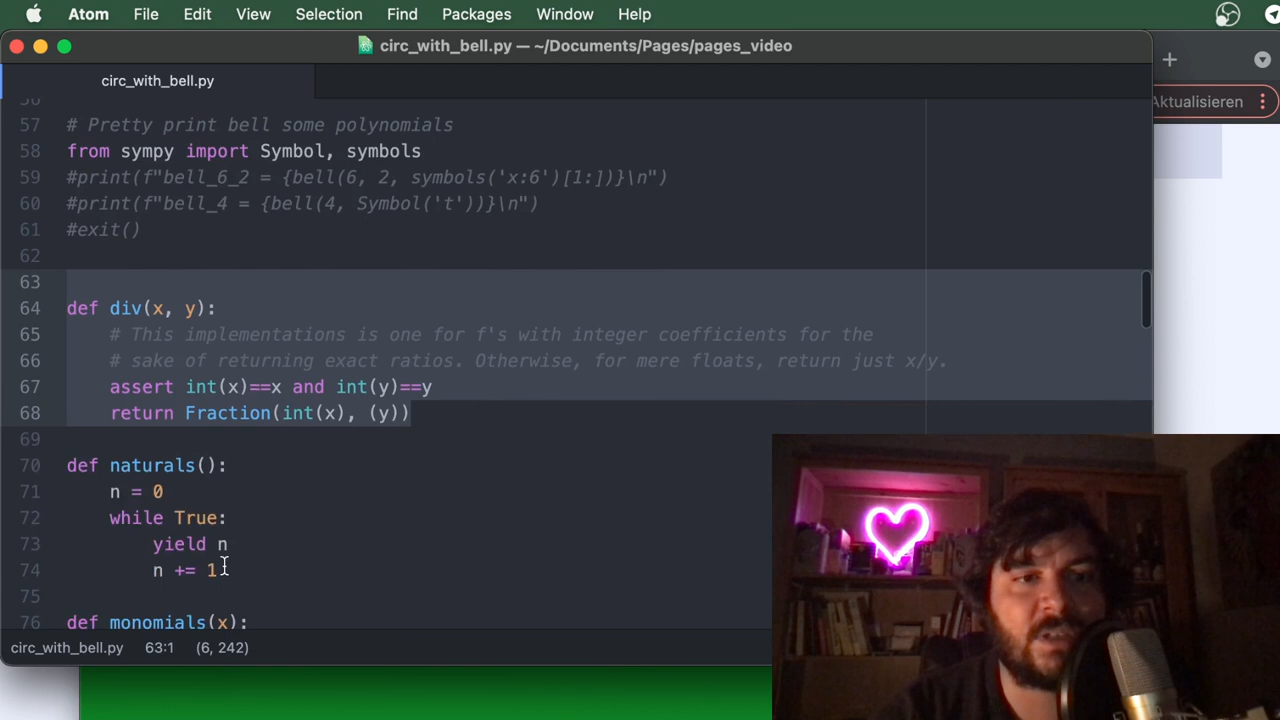 Atom File Edit View Selection Find Packages Window Help
circ_with_bell.py — ~/Documents/Pages/pages_video
circ_with_bell.py
Aktualisieren
56
57 # Pretty print bell some polynomials
58 from sympy import Symbol, symbols
59 #print(f"bell_6_2 = {bell(6, 2, symbols('x:6')[1:])}\n")
60 #print(f"bell_4 = {bell(4, Symbol('t'))}\n")
61 #exit()
62
63
64 def div(x, y):
65 # This implementations is one for f's with integer coefficients for the
66 # sake of returning exact ratios. Otherwise, for mere floats, return just x/y.
67 assert int(x)==x and int(y)==y
68 return Fraction(int(x), (y))
69
70 def naturals():
71 n = 0
72 while True:
73 yield n
74 n += 1
75
76 def monomials(x):
circ_with_bell.py 63:1 (6, 242)